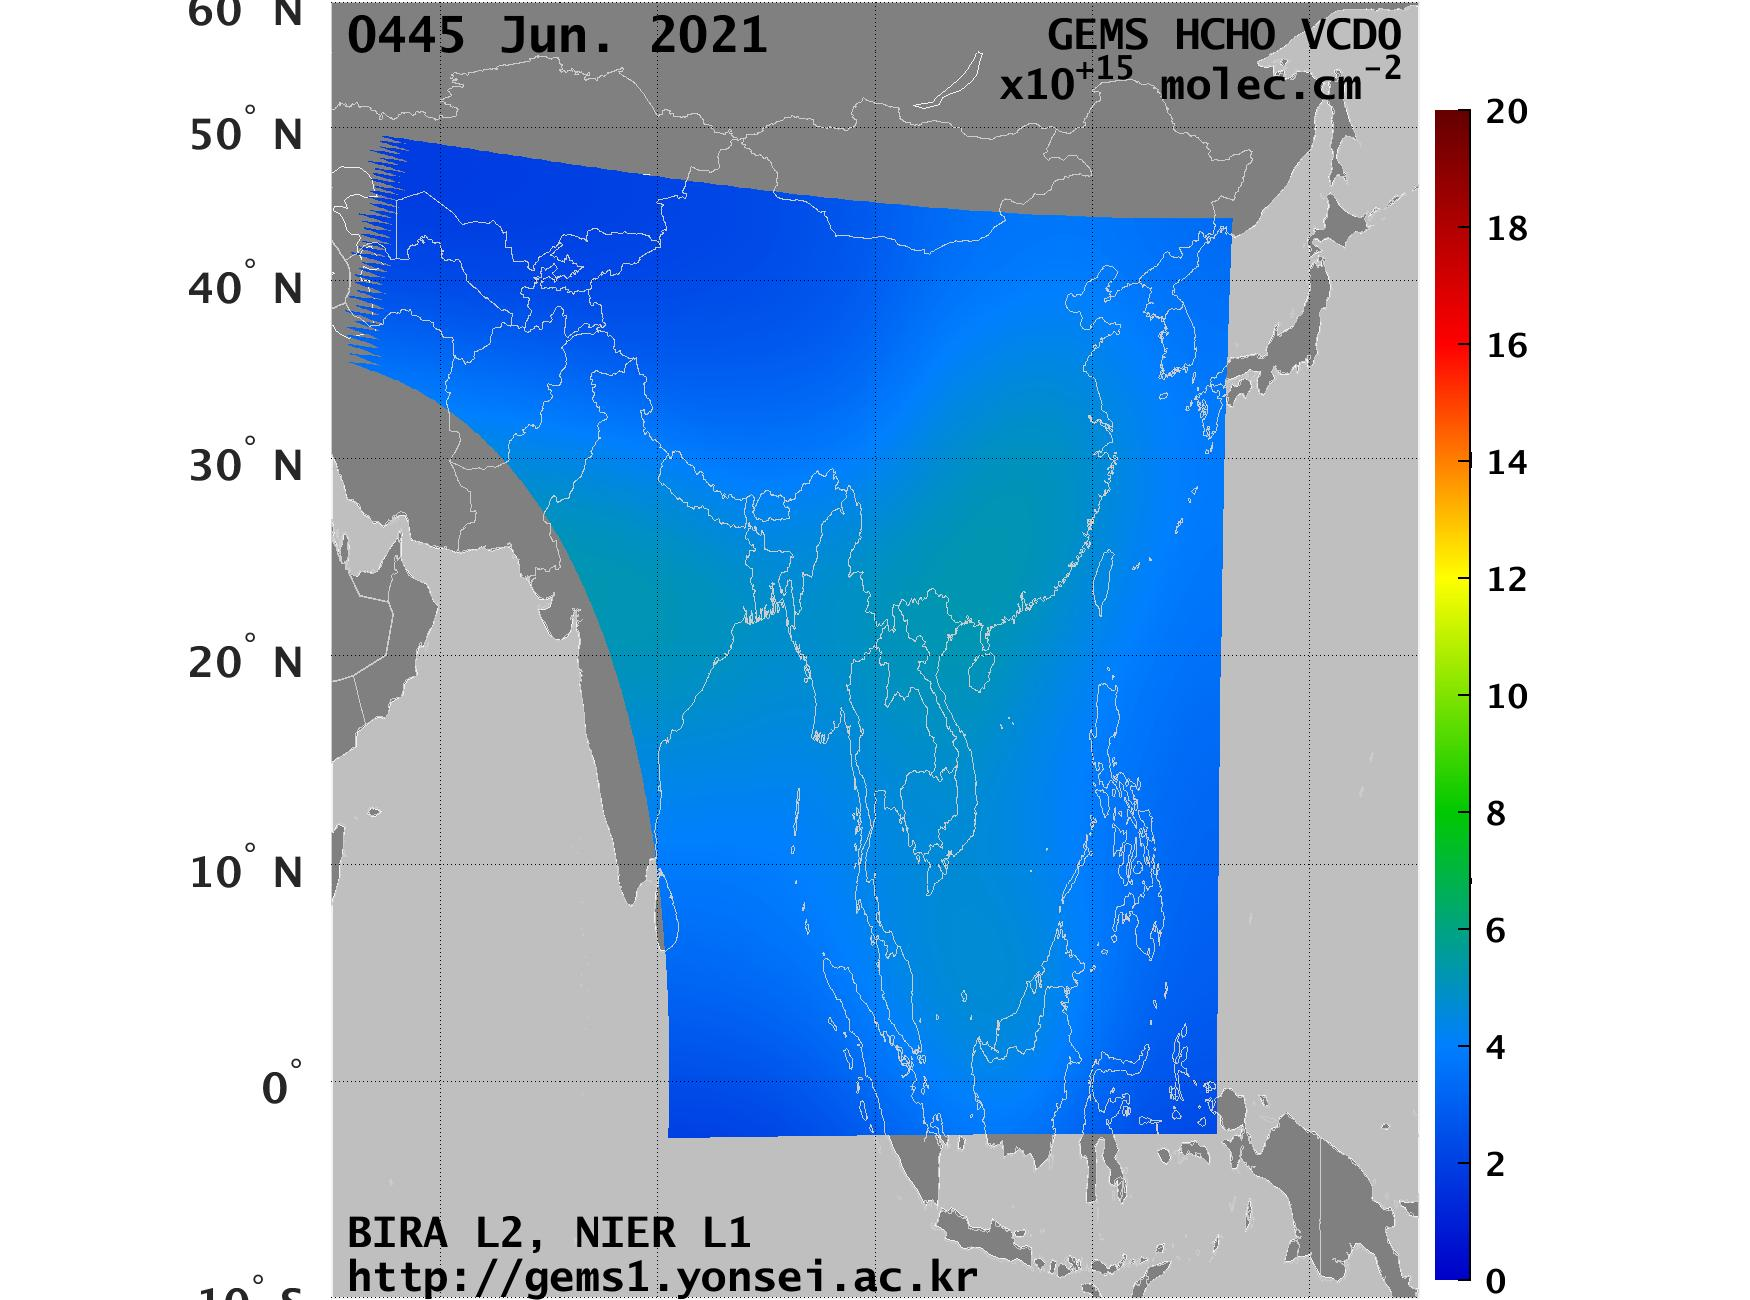 60 N
0445 Jun. 2021
GEMS HCHO VCD0
x10+15 molec.cm-2
50° N
40° N
30° N
20° N
10° N
0°
10° S
20
18
16
14
12
10
8
6
4
2
0
BIRA L2, NIER L1
http://gems1.yonsei.ac.kr